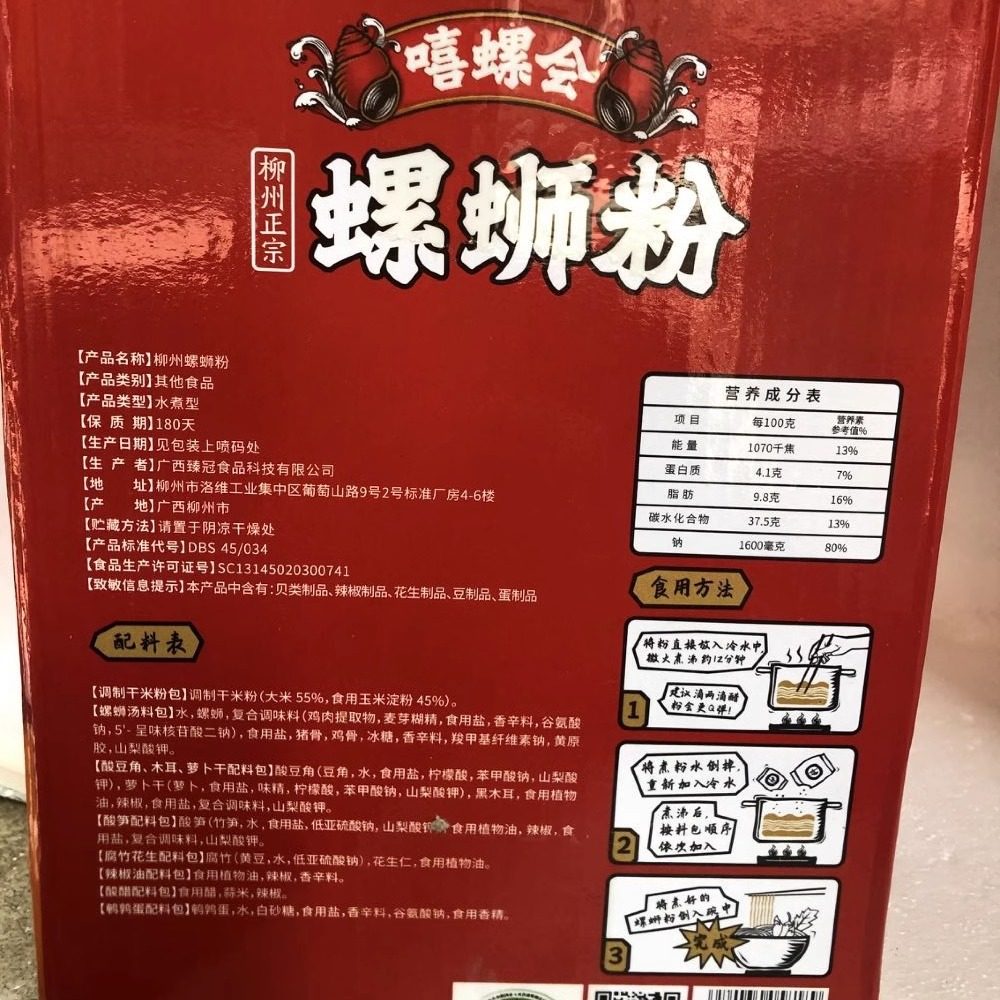 嘻螺会
柳州正宗
螺蛳粉
【产品名称】柳州螺蛳粉
【产品类别】其他食品
【产品类型】水煮型
【保 质 期】180天
【生产日期】见包装上喷码处
【生 产 者】广西臻冠食品科技有限公司
【地 址】柳州市洛维工业集中区葡萄山路9号2号标准厂房4-6楼
【产 地】广西柳州市
【贮藏方法】请置于阴凉干燥处
【产品标准代号】DBS 45/034
【食品生产许可证号】SC13145020300741
【致敏信息提示】本产品中含有:贝类制品、辣椒制品、花生制品、豆制品、蛋制品
配料表
【调制干米粉包】调制干米粉(大米 55%,食用玉米淀粉 45%)。
【螺蛳汤料包】水,螺蛳,复合调味料(鸡肉提取物,麦芽糊精,食用盐,香辛料,谷氨酸
钠,5'-呈味核苷酸二钠),食用盐,猪骨,鸡骨,冰糖,香辛料,羧甲基纤维素钠,黄原
胶,山梨酸钾。
【酸豆角、木耳、萝卜干配料包】酸豆角(豆角,水,食用盐,柠檬酸,苯甲酸钠,山梨酸
钾),萝卜干(萝卜,食用盐,味精,柠檬酸,苯甲酸钠,山梨酸钾),黑木耳,食用植物
油,辣椒,食用盐,复合调味料,山梨酸钾。
【酸笋配料包】酸笋(竹笋,水,食用盐,低亚硫酸钠,山梨酸钾食用植物油,辣椒,食
用盐,复合调味料,山梨酸钾。
【腐竹花生配料包】腐竹(黄豆,水,低亚硫酸钠),花生仁,食用植物油。
【辣椒油配料包】食用植物油,辣椒,香辛料。
【酸醋配料包】食用醋,蒜米,辣椒。
【鹌鹑蛋配料包】鹌鹑蛋,水,白砂糖,食用盐,香辛料,谷氨酸钠,食用香精。
营养成分表
项目 每100克 营养素参考值%
能量 1070千焦 13%
蛋白质 4.1克 7%
脂肪 9.8克 16%
碳水化合物 37.5克 13%
钠 1600毫克 80%
食用方法
将粉直接放入冷水中,
微火煮沸约12分钟
建议滴两滴醋
粉会更Q弹!
1
将煮粉水倒掉,
重新加入冷水
煮沸后,
按料包顺序
依次加入
2
将煮好的
螺蛳粉倒入碗中
完成
3